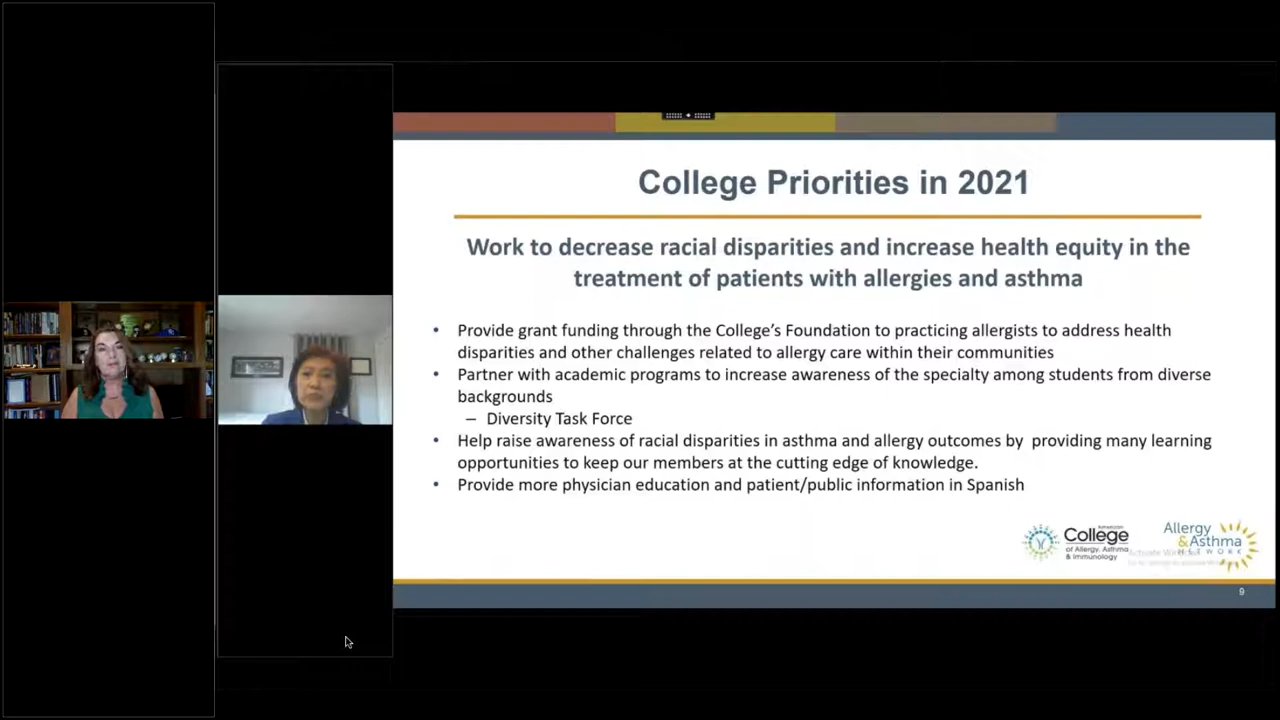 College Priorities in 2021
Work to decrease racial disparities and increase health equity in the
treatment of patients with allergies and asthma
• Provide grant funding through the College's Foundation to practicing allergists to address health
disparities and other challenges related to allergy care within their communities
• Partner with academic programs to increase awareness of the specialty among students from diverse
backgrounds
– Diversity Task Force
• Help raise awareness of racial disparities in asthma and allergy outcomes by  providing many learning
opportunities to keep our members at the cutting edge of knowledge.
• Provide more physician education and patient/public information in Spanish
American
College
of Allergy, Asthma
& Immunology
Allergy
&Asthma
NETWORK
Activate Windows
9